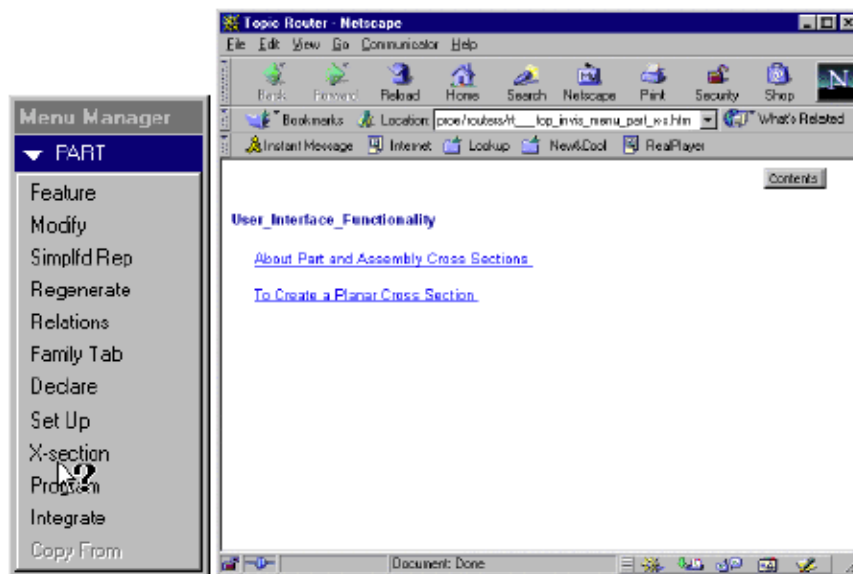 Menu Manager
PART
Feature
Modify
Simplfd Rep
Regenerate
Relations
Family Tab
Declare
Set Up
X-section
Program
Integrate
Copy From
Topic Router - Netscape
File Edit View Go Communicator Help
Back Forward Reload Home Search Netscape Print Security Shop
N
Bookmarks Location: What's Related
Instant Message Internet Lookup New&Cool RealPlayer
Contents
User_Interface_Functionality
About Part and Assembly Cross Sections
To Create a Planar Cross Section
Document: Done